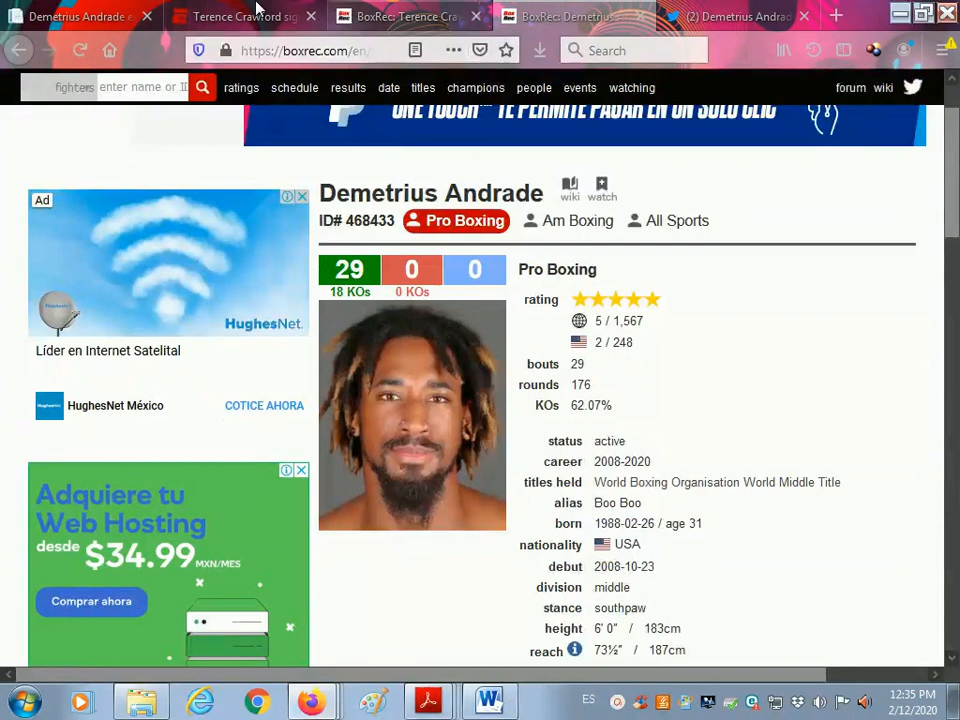 Demetrius Andrade e
Terence Crawford sig
BoxRec: Terence Cra
BoxRec: Demetrius
(2) Demetrius Andrad
https://boxrec.com/en/
Search
fighters
enter name or ID
ratings schedule results date titles champions people events watching
forum wiki
ONE TOUCH™ TE PERMITE PAGAR EN UN SOLO CLIC
Ad
Demetrius Andrade
wiki watch
ID# 468433 Pro Boxing Am Boxing All Sports
29 0 0
18 KOs 0 KOs
Pro Boxing
rating
5 / 1,567
2 / 248
bouts 29
rounds 176
KOs 62.07%
status active
career 2008-2020
titles held World Boxing Organisation World Middle Title
alias Boo Boo
born 1988-02-26 / age 31
nationality USA
debut 2008-10-23
division middle
stance southpaw
height 6′ 0″ / 183cm
reach 73½″ / 187cm
HughesNet.
Líder en Internet Satelital
HughesNet
HughesNet México COTICE AHORA
Adquiere tu
Web Hosting
desde $34.99 MXN/MES
Comprar ahora
ES
12:35 PM
2/12/2020